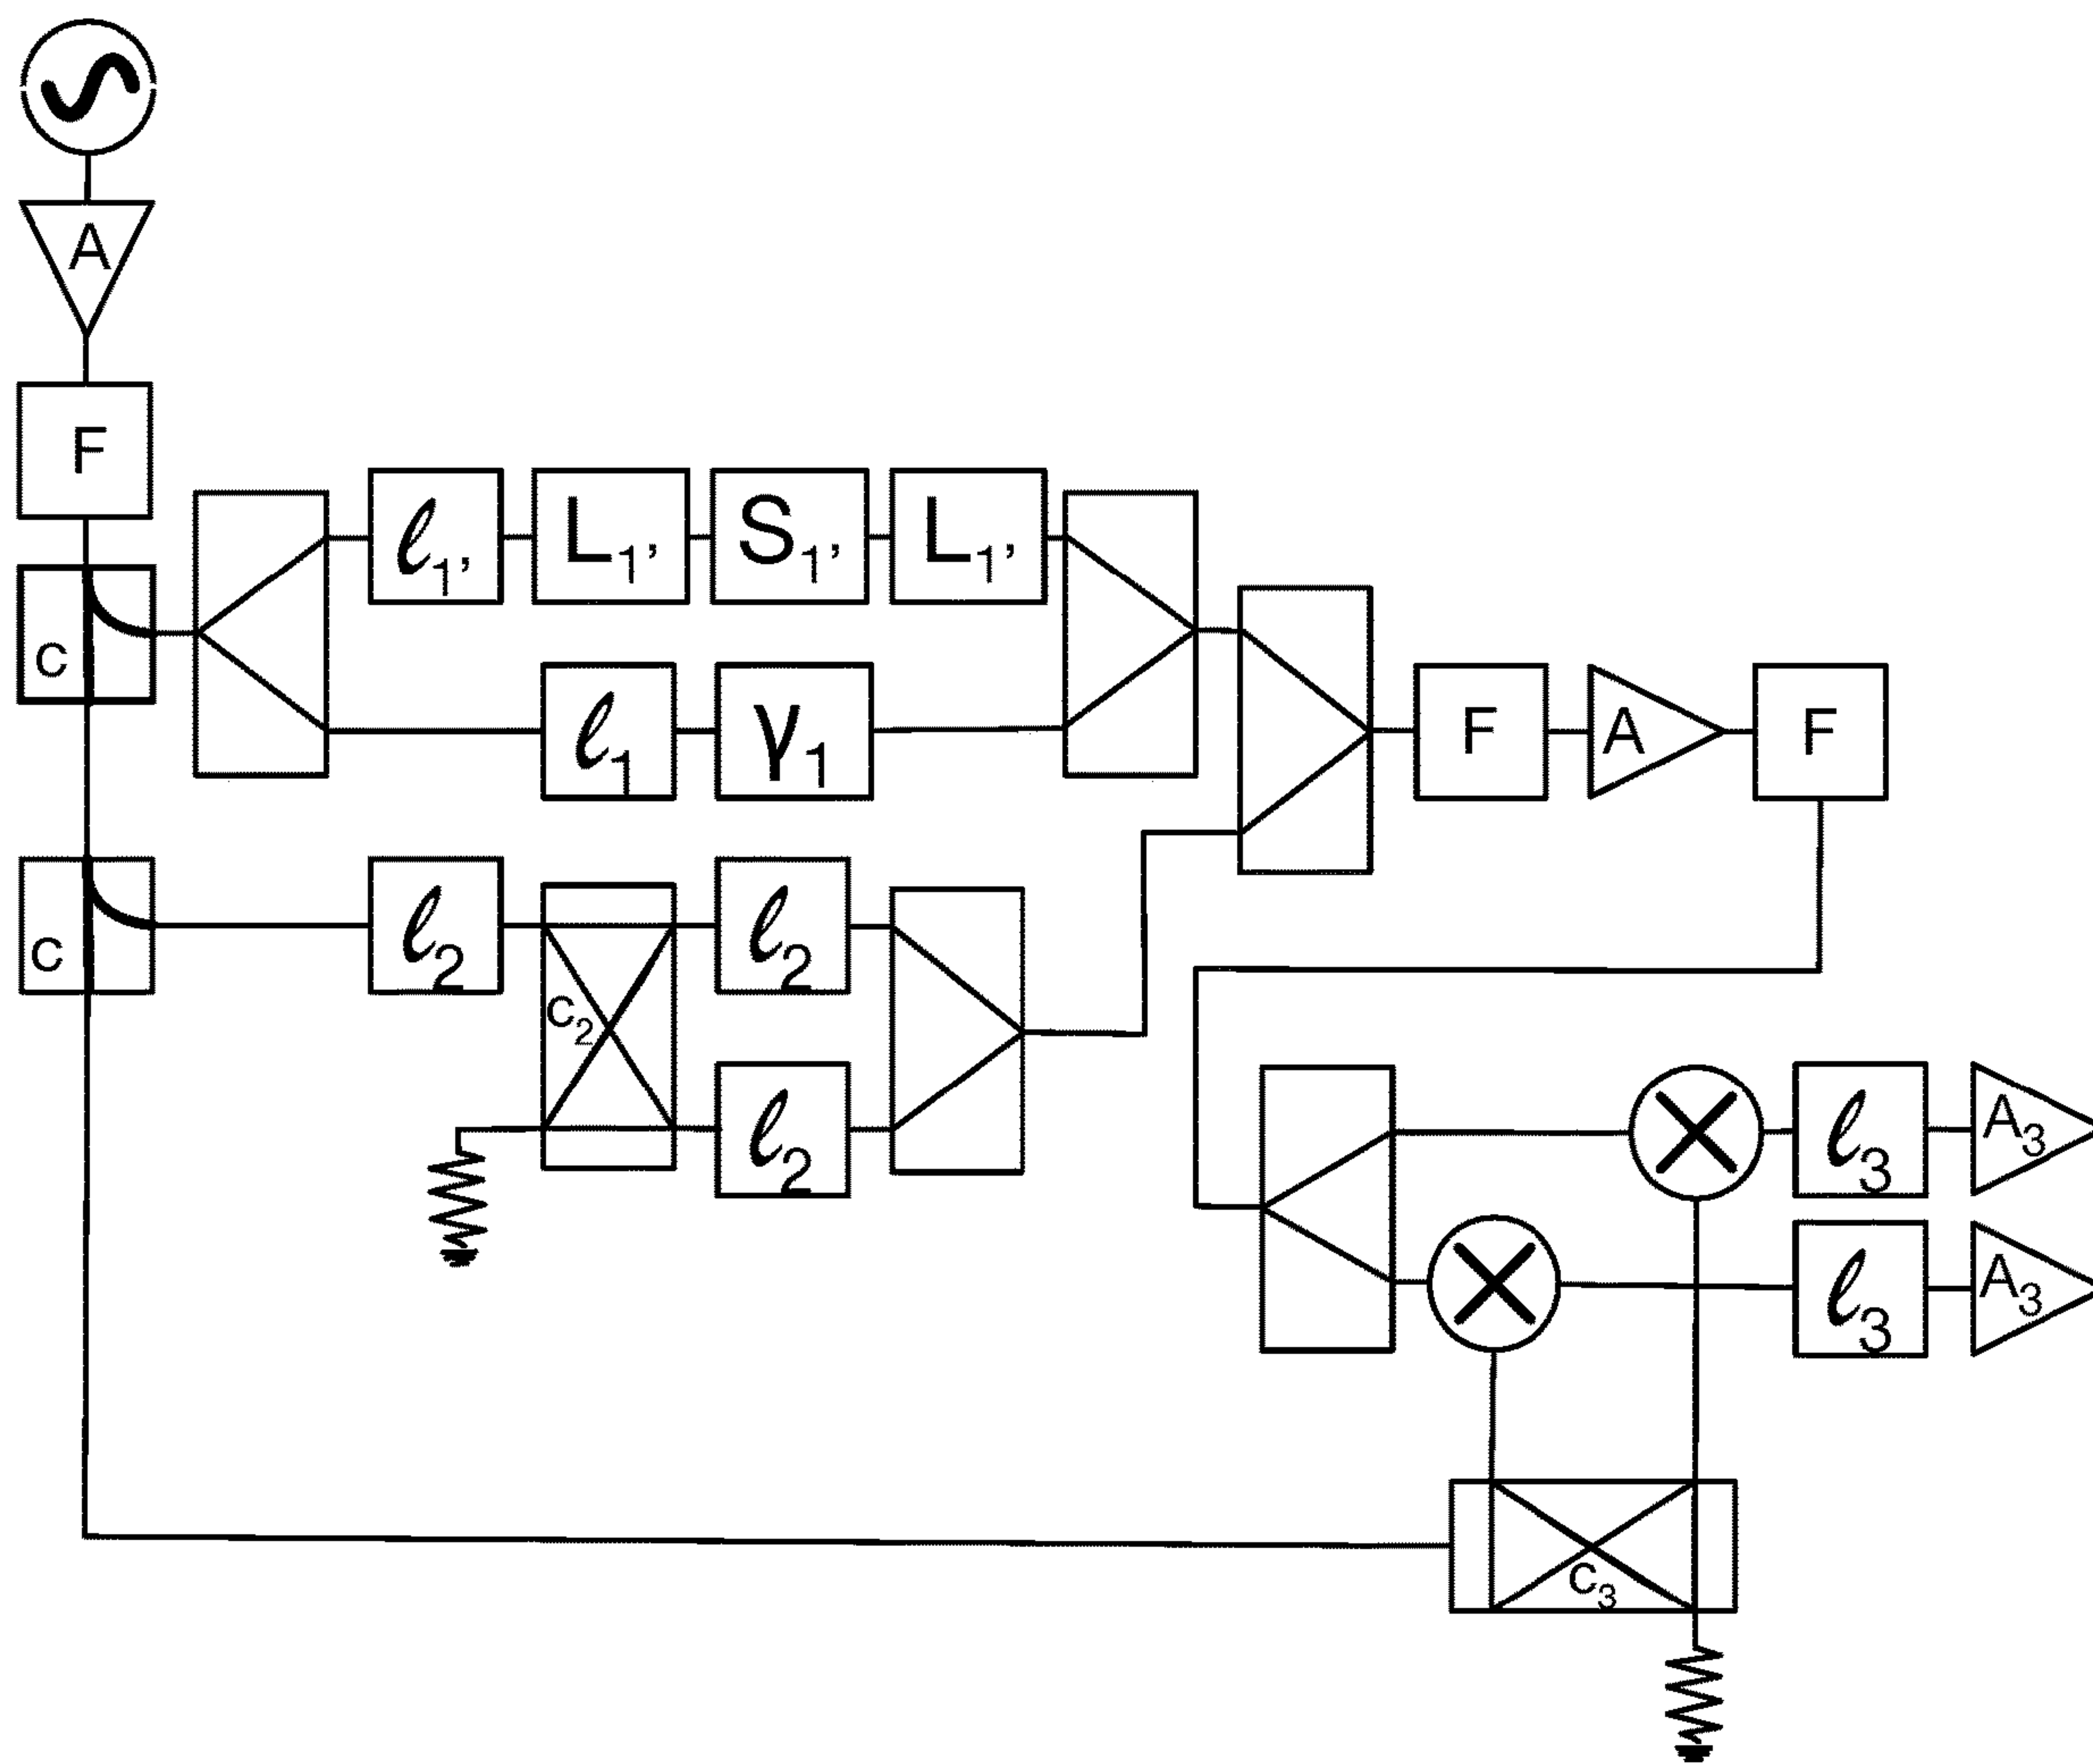 A
F
ℓ1' L1' S1' L1'
C
ℓ1 γ1
F A F
C
ℓ2 ℓ2
C2
ℓ2
ℓ3 A3
ℓ3 A3
C3